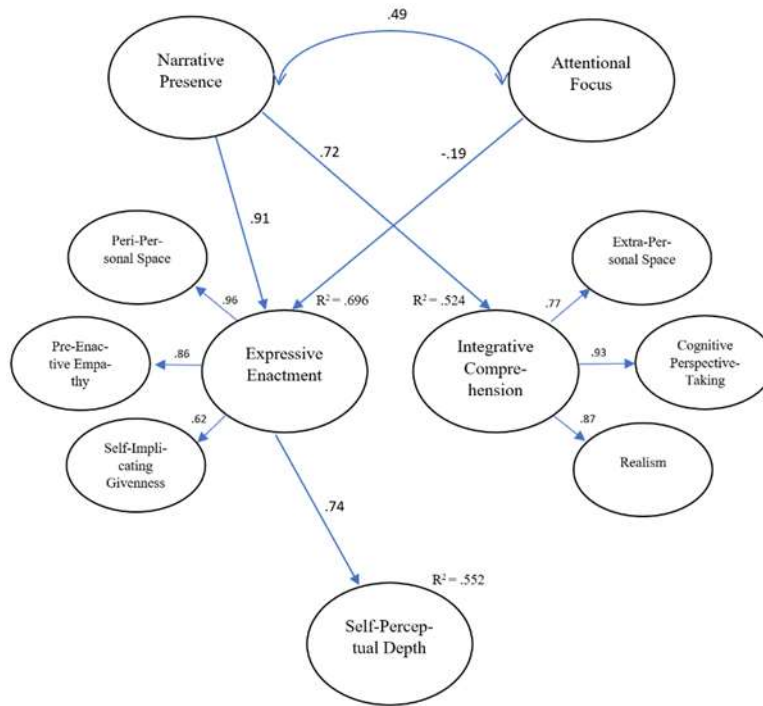 .49
Narrative
Presence
Attentional
Focus
.72
-.19
.91
Peri-Per-
sonal Space
Extra-Per-
sonal Space
.96
R² = .696
R² = .524
.77
Pre-Enac-
tive Empa-
thy
.86
Expressive
Enactment
Integrative
Comprehe-
nsion
.93
Cognitive
Perspective-
Taking
.62
.87
Self-Impli-
cating
Givenness
Realism
.74
R² = .552
Self-Percep-
tual Depth